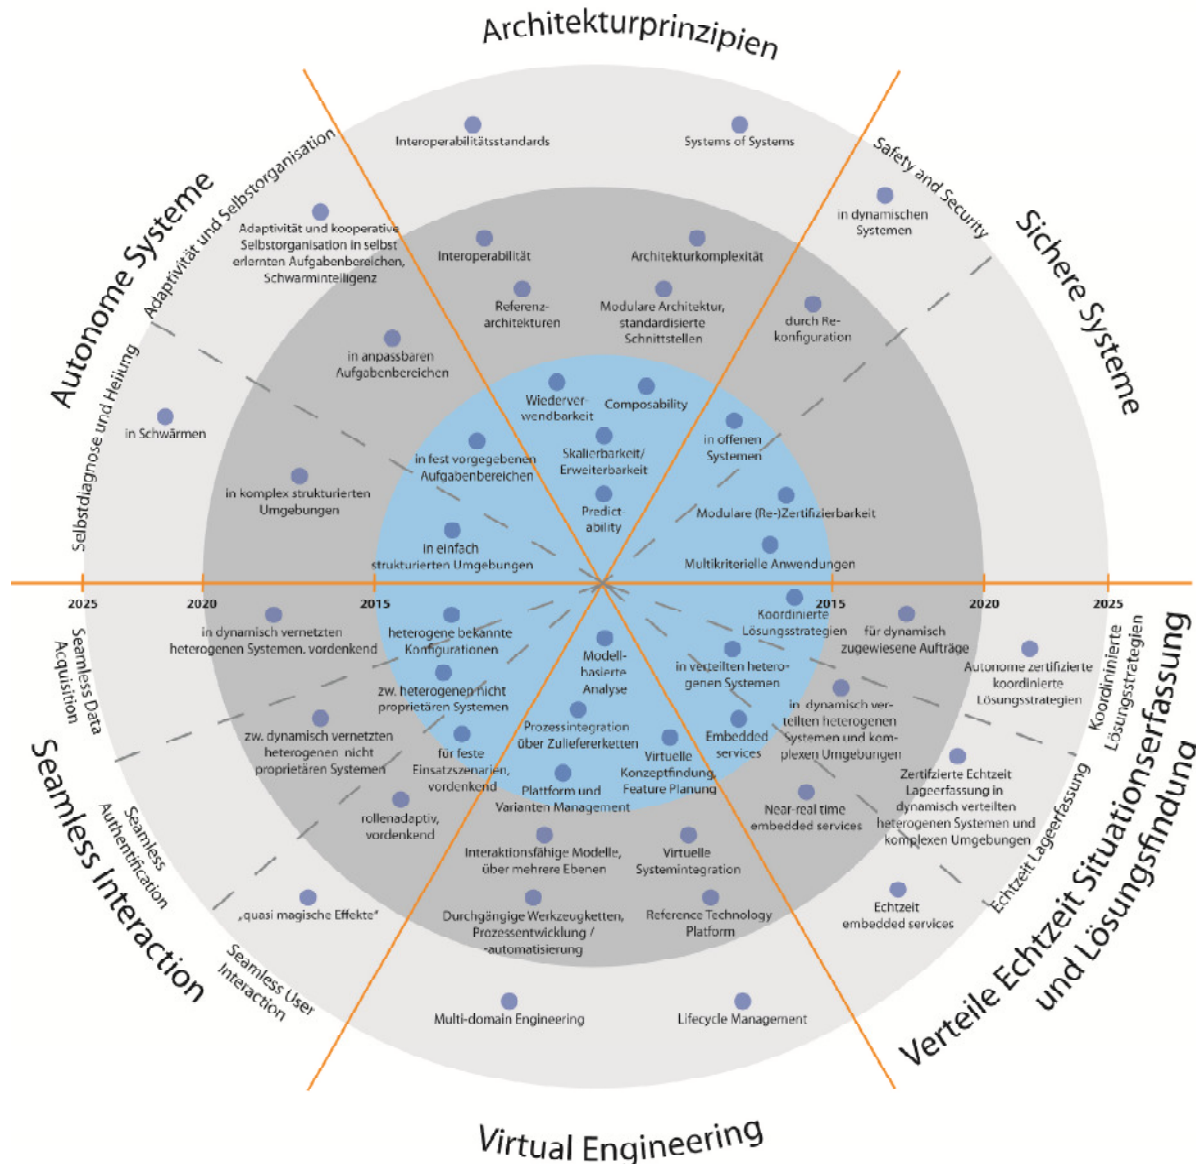 Architekturprinzipien
Interoperabilitätsstandards
Systems of Systems
Interoperabilität
Architekturkomplexität
Referenz-
architekturen
Modulare Architektur,
standardisierte
Schnittstellen
Wiederver-
wendbarkeit
Composability
Skalierbarkeit/
Erweiterbarkeit
Predict-
ability
Sichere Systeme
Safety and Security
in dynamischen
Systemen
durch Re-
konfiguration
in offenen
Systemen
Modulare (Re-)Zertifizierbarkeit
Multikriterielle Anwendungen
Autonome Systeme
Adaptivität und Selbstorganisation
Adaptivität und kooperative
Selbstorganisation in selbst
erlernten Aufgabenbereichen,
Schwarmintelligenz
in anpassbaren
Aufgabenbereichen
in fest vorgegebenen
Aufgabenbereichen
Selbstdiagnose und Heilung
in Schwärmen
in komplex strukturierten
Umgebungen
in einfach
strukturierten Umgebungen
2025
2020
2015
2015
2020
2025
Seamless Interaction
Seamless Data
Acquisition
in dynamisch vernetzten
heterogenen Systemen. vordenkend
heterogene bekannte
Konfigurationen
Seamless
Authentification
zw. dynamisch vernetzten
heterogenen nicht
proprietären Systemen
zw. heterogenen nicht
proprietären Systemen
Seamless User
Interaction
„quasi magische Effekte“
rollenadaptiv,
vordenkend
für feste
Einsatzszenarien,
vordenkend
Virtual Engineering
Modell-
basierte
Analyse
Prozessintegration
über Zuliefererketten
Virtuelle
Konzeptfindung,
Feature Planung
Plattform und
Varianten Management
Interaktionsfähige Modelle,
über mehrere Ebenen
Virtuelle
Systemintegration
Durchgängige Werkzeugketten,
Prozessentwicklung /
-automatisierung
Reference Technology
Platform
Multi-domain Engineering
Lifecycle Management
Verteile Echtzeit Situationserfassung
und Lösungsfindung
Koordininierte
Lösungsstrategien
Koordinierte
Lösungsstrategien
für dynamisch
zugewiesene Aufträge
Autonome zertifizierte
koordinierte
Lösungsstrategien
Echtzeit Lageerfassung
in verteilten hetero-
genen Systemen
in dynamisch ver-
teilten heterogenen
Systemen und kom-
plexen Umgebungen
Zertifzierte Echtzeit
Lageerfassung in
dynamisch verteilten
heterogenen Systemen und
komplexen Umgebungen
Embedded
services
Near-real time
embedded services
Echtzeit
embedded services